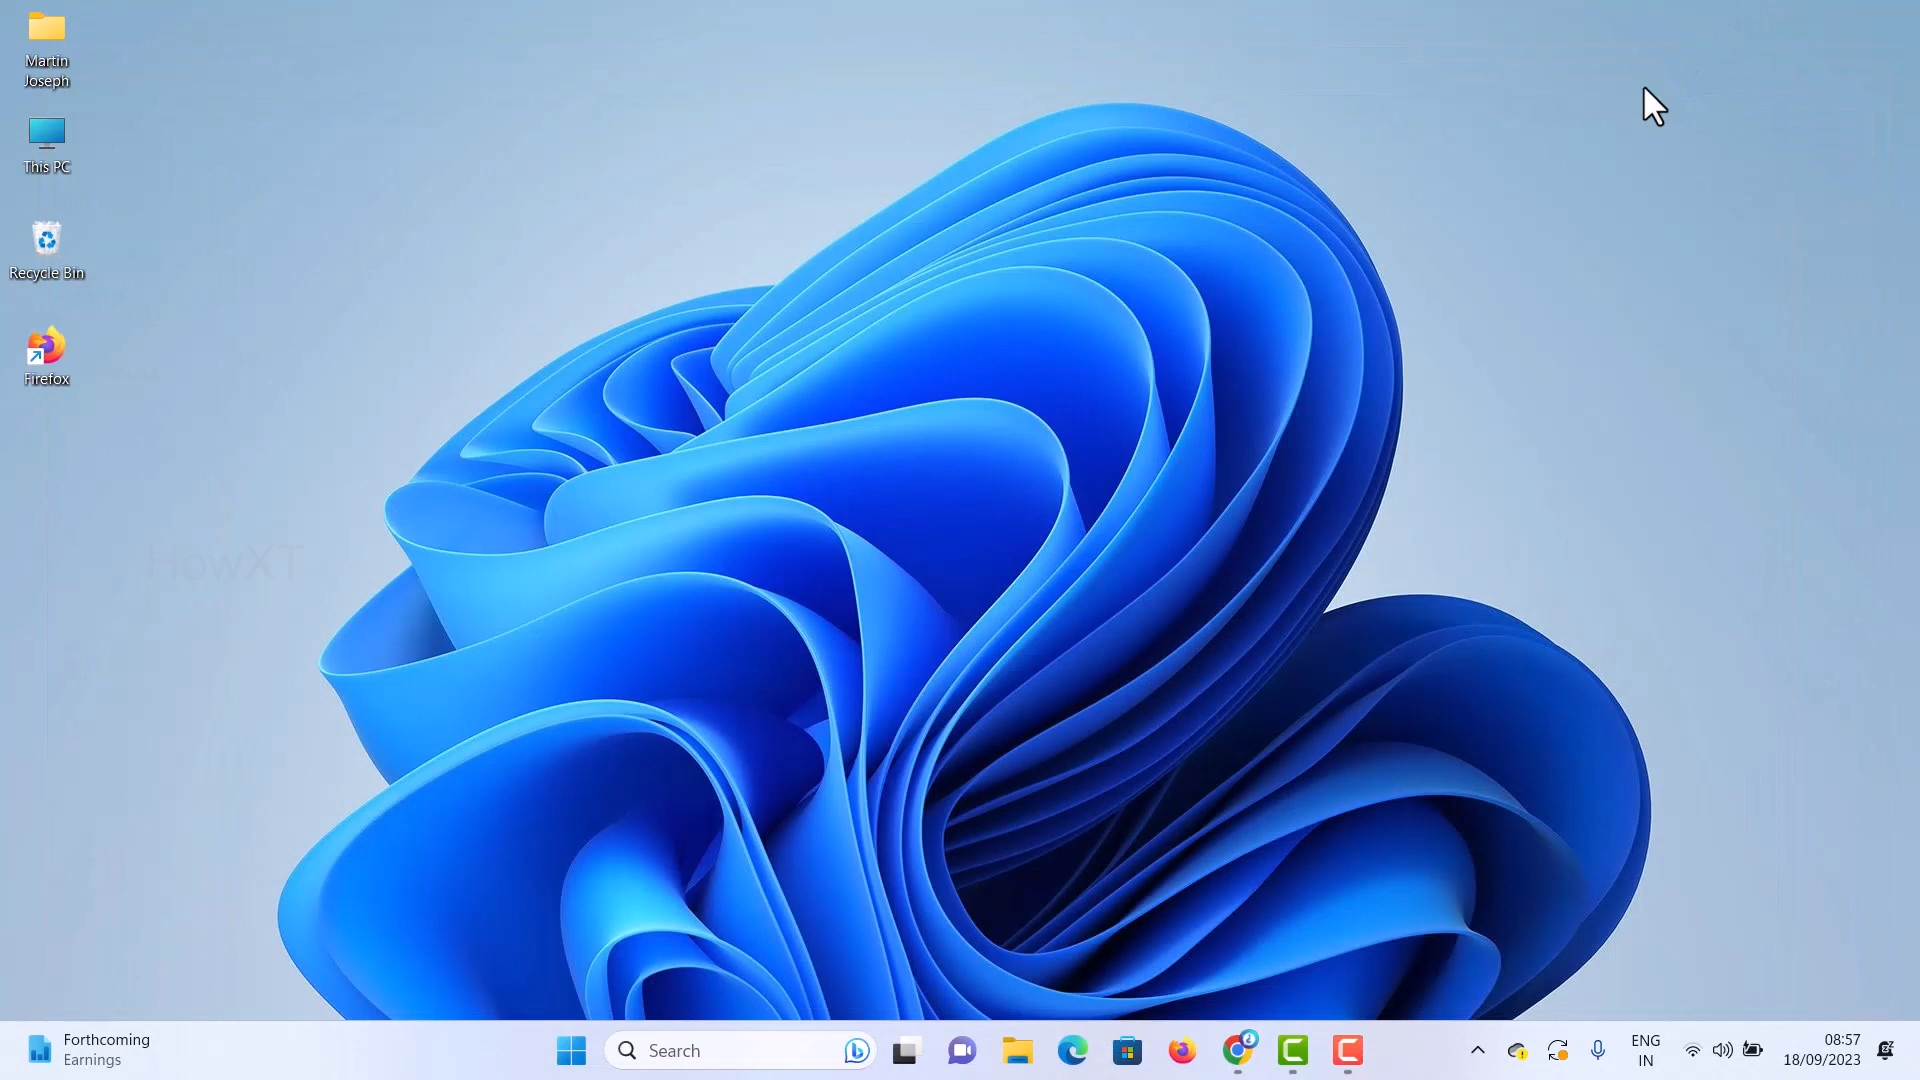 Martin
Joseph
This PC
Recycle Bin
Firefox
HowXT
Forthcoming
Earnings
Search
ENG
IN
08:57
18/09/2023